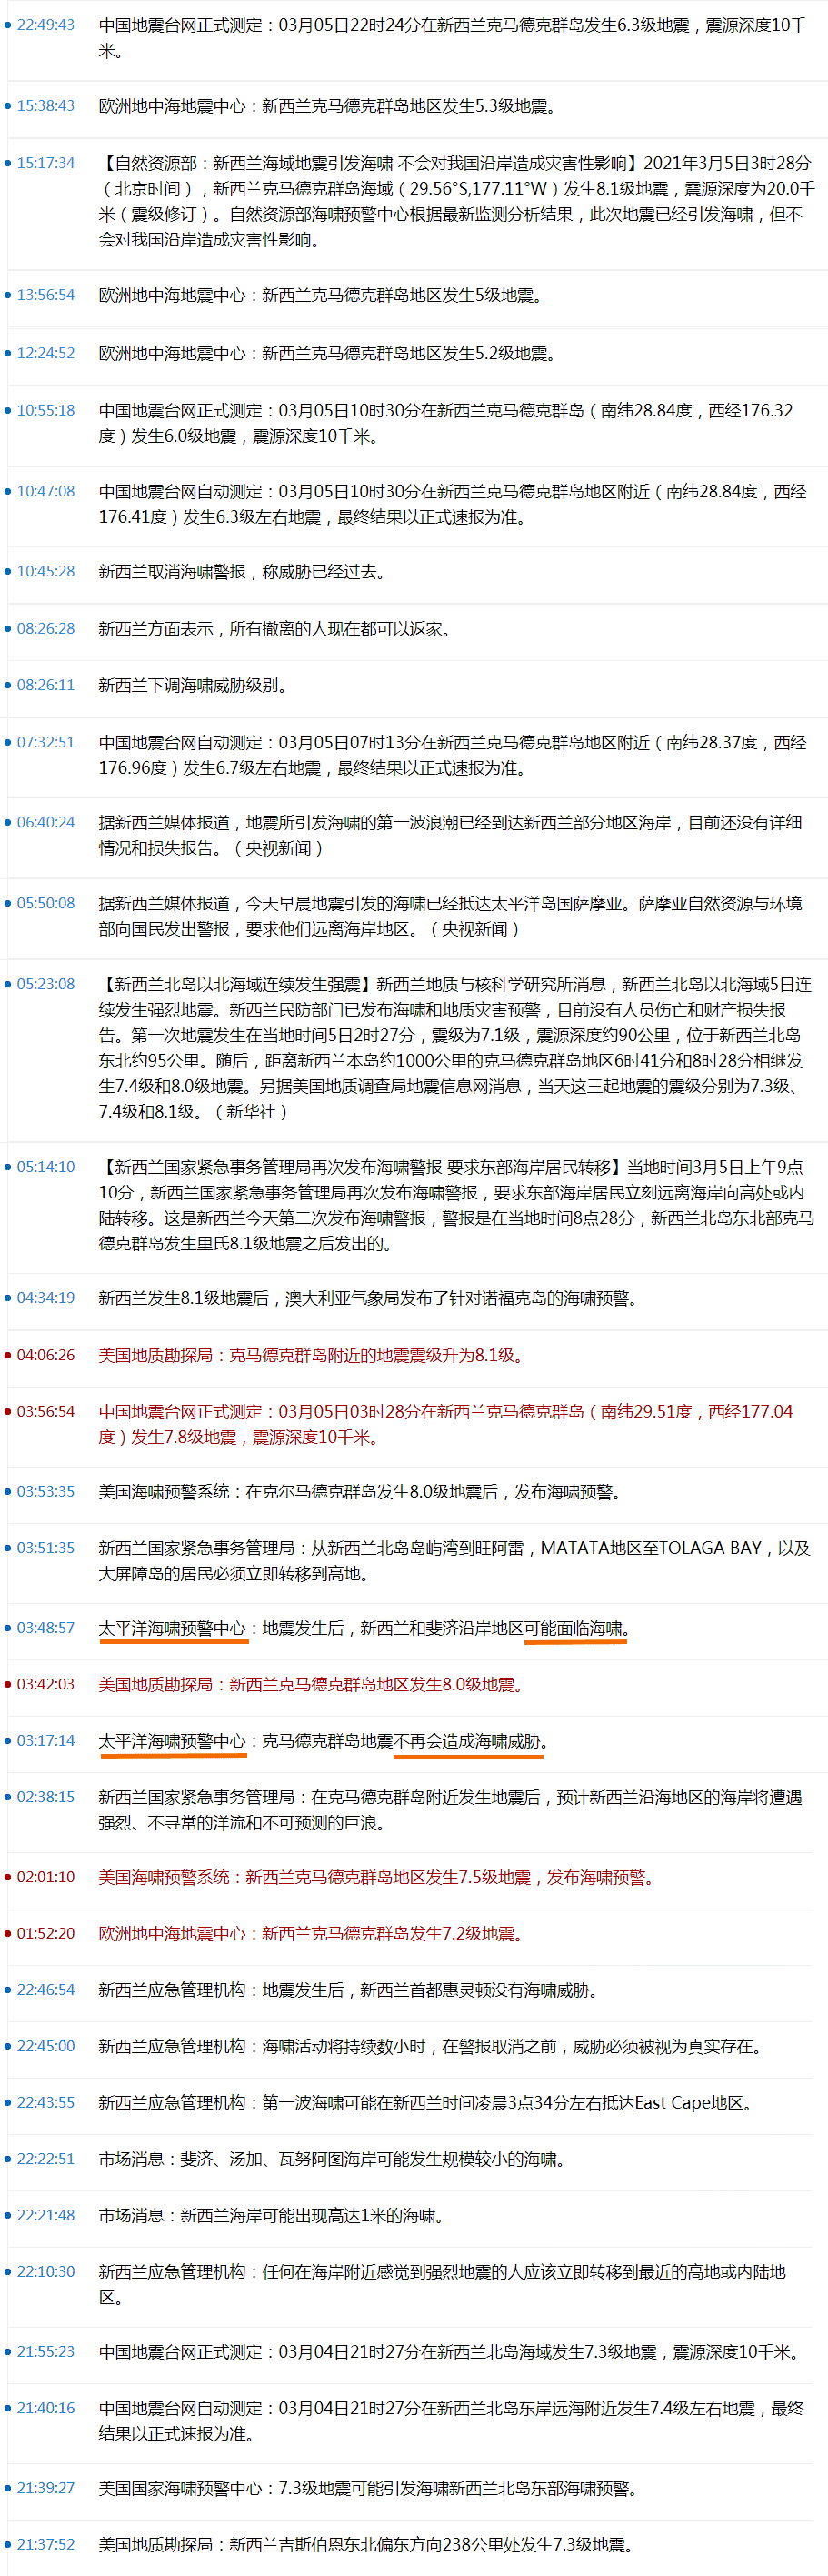 22:49:43 中国地震台网正式测定：03月05日22时24分在新西兰克马德克群岛发生6.3级地震，震源深度10千
米。
15:38:43 欧洲地中海地震中心：新西兰克马德克群岛地区发生5.3级地震。
15:17:34 【自然资源部：新西兰海域地震引发海啸 不会对我国沿岸造成灾害性影响】2021年3月5日3时28分
（北京时间），新西兰克马德克群岛海域（29.56°S,177.11°W）发生8.1级地震，震源深度为20.0千
米（震级修订）。自然资源部海啸预警中心根据最新监测分析结果，此次地震已经引发海啸，但不
会对我国沿岸造成灾害性影响。
13:56:54 欧洲地中海地震中心：新西兰克马德克群岛地区发生5级地震。
12:24:52 欧洲地中海地震中心：新西兰克马德克群岛地区发生5.2级地震。
10:55:18 中国地震台网正式测定：03月05日10时30分在新西兰克马德克群岛（南纬28.84度，西经176.32
度）发生6.0级地震，震源深度10千米。
10:47:08 中国地震台网自动测定：03月05日10时30分在新西兰克马德克群岛地区附近（南纬28.84度，西经
176.41度）发生6.3级左右地震，最终结果以正式速报为准。
10:45:28 新西兰取消海啸警报，称威胁已经过去。
08:26:28 新西兰方面表示，所有撤离的人现在都可以返家。
08:26:11 新西兰下调海啸威胁级别。
07:32:51 中国地震台网自动测定：03月05日07时13分在新西兰克马德克群岛地区附近（南纬28.37度，西经
176.96度）发生6.7级左右地震，最终结果以正式速报为准。
06:40:24 据新西兰媒体报道，地震所引发海啸的第一波浪潮已经到达新西兰部分地区海岸，目前还没有详细
情况和损失报告。（央视新闻）
05:50:08 据新西兰媒体报道，今天早晨地震引发的海啸已经抵达太平洋岛国萨摩亚。萨摩亚自然资源与环境
部向国民发出警报，要求他们远离海岸地区。（央视新闻）
05:23:08 【新西兰北岛以北海域连续发生强震】新西兰地质与核科学研究所消息，新西兰北岛以北海域5日连
续发生强烈地震。新西兰民防部门已发布海啸和地质灾害预警，目前没有人员伤亡和财产损失报
告。第一次地震发生在当地时间5日2时27分，震级为7.1级，震源深度约90公里，位于新西兰北岛
东北约95公里。随后，距离新西兰本岛约1000公里的克马德克群岛地区6时41分和8时28分相继发
生7.4级和8.0级地震。另据美国地质调查局地震信息网消息，当天这三起地震的震级分别为7.3级、
7.4级和8.1级。（新华社）
05:14:10 【新西兰国家紧急事务管理局再次发布海啸警报 要求东部海岸居民转移】当地时间3月5日上午9点
10分，新西兰国家紧急事务管理局再次发布海啸警报，要求东部海岸居民立刻远离海岸向高处或内
陆转移。这是新西兰今天第二次发布海啸警报，警报是在当地时间8点28分，新西兰北岛东北部克马
德克群岛发生里氏8.1级地震之后发出的。
04:34:19 新西兰发生8.1级地震后，澳大利亚气象局发布了针对诺福克岛的海啸预警。
04:06:26 美国地质勘探局：克马德克群岛附近的地震震级升为8.1级。
03:56:54 中国地震台网正式测定：03月05日03时28分在新西兰克马德克群岛（南纬29.51度，西经177.04
度）发生7.8级地震，震源深度10千米。
03:53:35 美国海啸预警系统：在克尔马德克群岛发生8.0级地震后，发布海啸预警。
03:51:35 新西兰国家紧急事务管理局：从新西兰北岛岛屿湾到旺阿雷，MATATA地区至TOLAGA BAY，以及
大屏障岛的居民必须立即转移到高地。
03:48:57 太平洋海啸预警中心：地震发生后，新西兰和斐济沿岸地区可能面临海啸。
03:42:03 美国地质勘探局：新西兰克马德克群岛地区发生8.0级地震。
03:17:14 太平洋海啸预警中心：克马德克群岛地震不再会造成海啸威胁。
02:38:15 新西兰国家紧急事务管理局：在克马德克群岛附近发生地震后，预计新西兰沿海地区的海岸将遭遇
强烈、不寻常的洋流和不可预测的巨浪。
02:01:10 美国海啸预警系统：新西兰克马德克群岛地区发生7.5级地震，发布海啸预警。
01:52:20 欧洲地中海地震中心：新西兰克马德克群岛发生7.2级地震。
22:46:54 新西兰应急管理机构：地震发生后，新西兰首都惠灵顿没有海啸威胁。
22:45:00 新西兰应急管理机构：海啸活动将持续数小时，在警报取消之前，威胁必须被视为真实存在。
22:43:55 新西兰应急管理机构：第一波海啸可能在新西兰时间凌晨3点34分左右抵达East Cape地区。
22:22:51 市场消息：斐济、汤加、瓦努阿图海岸可能发生规模较小的海啸。
22:21:48 市场消息：新西兰海岸可能出现高达1米的海啸。
22:10:30 新西兰应急管理机构：任何在海岸附近感觉到强烈地震的人应该立即转移到最近的高地或内陆地
区。
21:55:23 中国地震台网正式测定：03月04日21时27分在新西兰北岛海域发生7.3级地震，震源深度10千米。
21:40:16 中国地震台网自动测定：03月04日21时27分在新西兰北岛东岸远海附近发生7.4级左右地震，最终
结果以正式速报为准。
21:39:27 美国国家海啸预警中心：7.3级地震可能引发海啸新西兰北岛东部海啸预警。
21:37:52 美国地质勘探局：新西兰吉斯伯恩东北偏东方向238公里处发生7.3级地震。